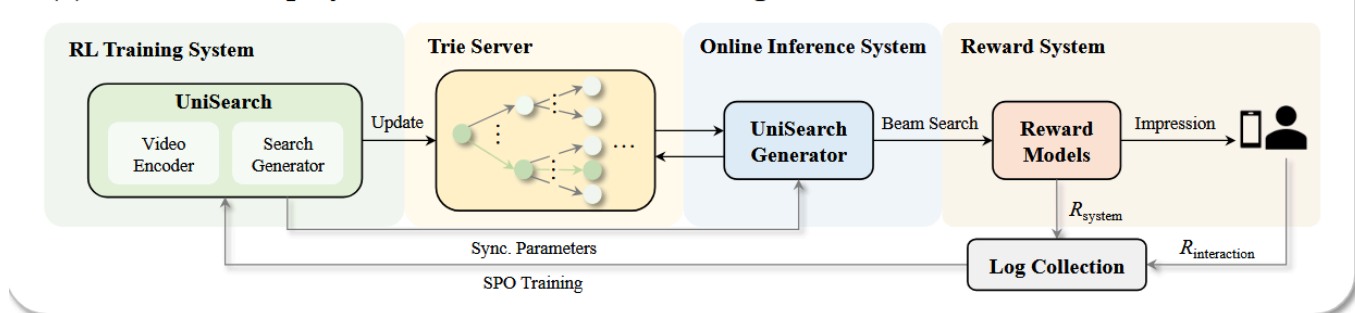 RL Training System
Trie Server
Online Inference System
Reward System
UniSearch
Video
Encoder
Search
Generator
Update
...
UniSearch
Generator
Beam Search
Reward
Models
Impression
R_system
R_interaction
Log Collection
Sync. Parameters
SPO Training